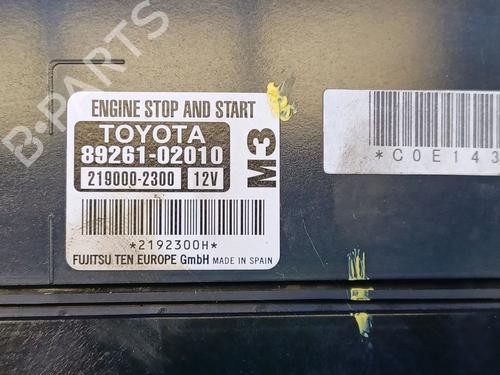 ENGINE STOP AND START
TOYOTA
89261-02010
219000-2300 12V
M3
*2192300H*
FUJITSU TEN EUROPE GmbH MADE IN SPAIN
*C0E143
B-PARTS